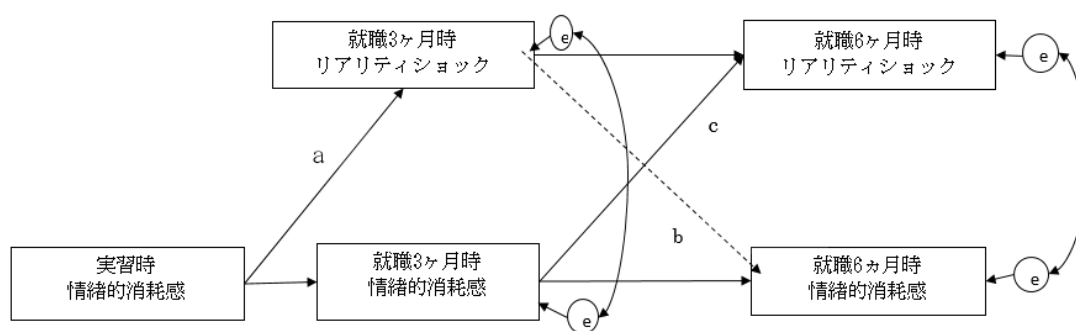 就職3ヶ月時
リアリティショック
e
就職6ヶ月時
リアリティショック
e
a
c
b
実習時
情緒的消耗感
就職3ヶ月時
情緒的消耗感
e
就職6ヵ月時
情緒的消耗感
e